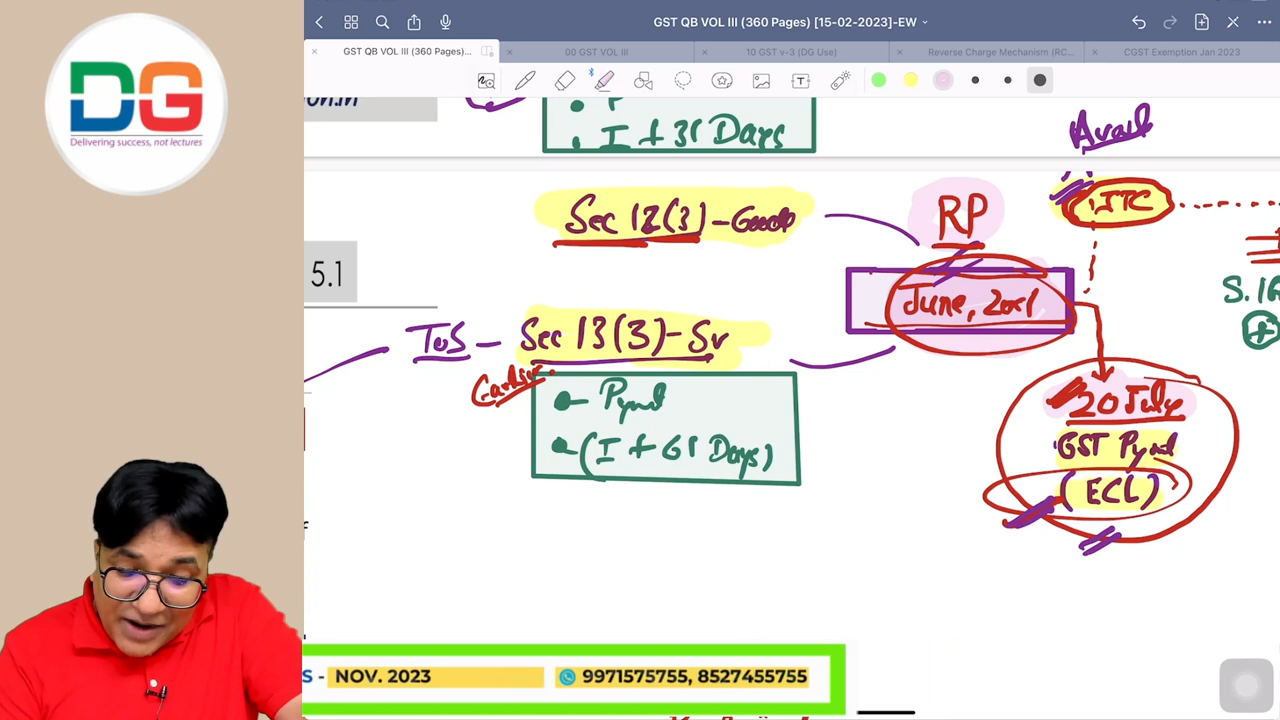 GST QB VOL III (360 Pages) [15-02-2023]-EW
GST QB VOL III (360 Pages)...
00 GST VOL III
10 GST v-3 (DG Use)
Reverse Charge Mechanism (RC...
CGST Exemption Jan 2023
DG
Delivering success, not lectures
I + 31 Days
Avail
Sec 12(3) - Goods
RP
ITC
5.1
June, 2021
ToS - Sec 13(3) - Sv
Earlier
Pymt
(I + 61 Days)
20 July
GST Pymt
(ECL)
S - NOV. 2023
9971575755, 8527455755